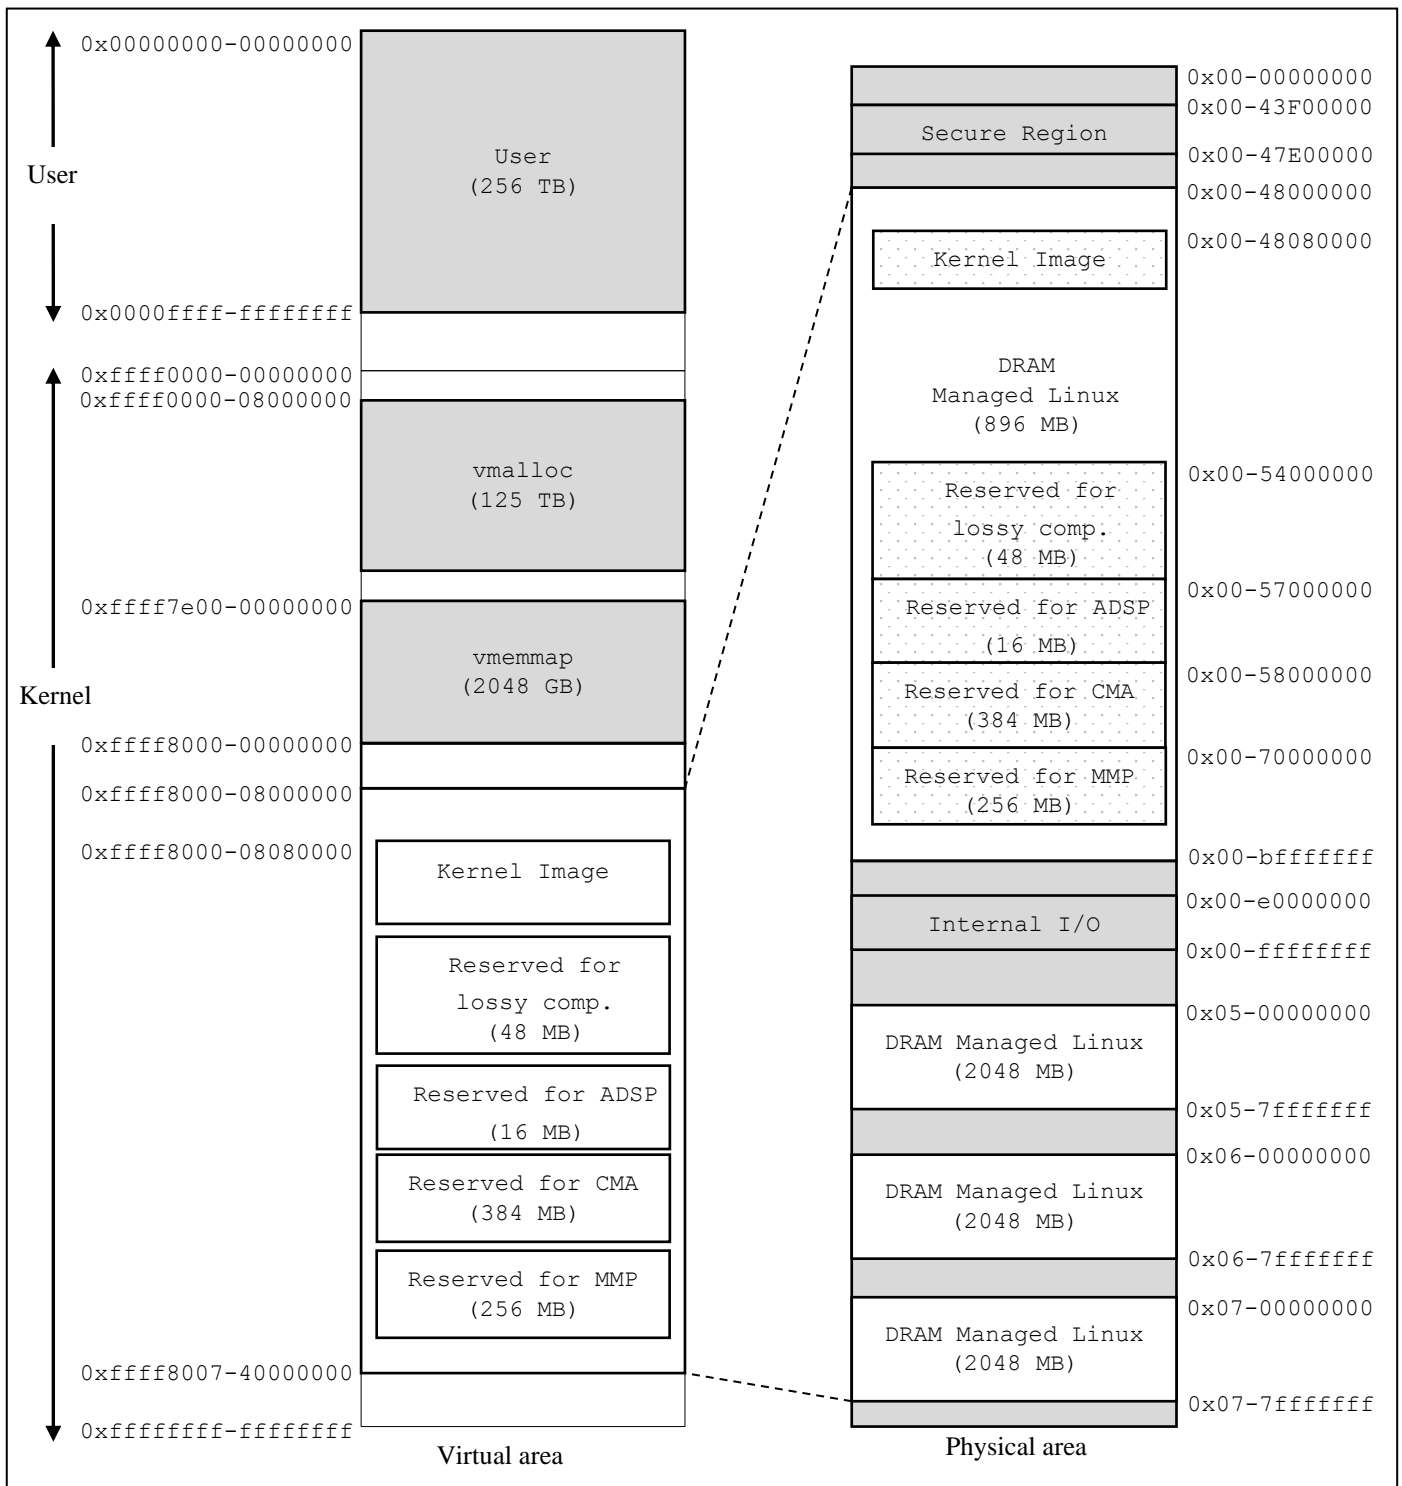 User
Kernel
0x00000000-00000000
0x0000ffff-ffffffff
0xffff0000-00000000
0xffff0000-08000000
0xffff7e00-00000000
0xffff8000-00000000
0xffff8000-08000000
0xffff8000-08080000
0xffff8007-40000000
0xffffffff-ffffffff
User
(256 TB)
vmalloc
(125 TB)
vmemmap
(2048 GB)
Kernel Image
Reserved for
lossy comp.
(48 MB)
Reserved for ADSP
(16 MB)
Reserved for CMA
(384 MB)
Reserved for MMP
(256 MB)
Virtual area
Secure Region
Kernel Image
DRAM
Managed Linux
(896 MB)
Reserved for
lossy comp.
(48 MB)
Reserved for ADSP
(16 MB)
Reserved for CMA
(384 MB)
Reserved for MMP
(256 MB)
Internal I/O
DRAM Managed Linux
(2048 MB)
DRAM Managed Linux
(2048 MB)
DRAM Managed Linux
(2048 MB)
Physical area
0x00-00000000
0x00-43F00000
0x00-47E00000
0x00-48000000
0x00-48080000
0x00-54000000
0x00-57000000
0x00-58000000
0x00-70000000
0x00-bfffffff
0x00-e0000000
0x00-ffffffff
0x05-00000000
0x05-7fffffff
0x06-00000000
0x06-7fffffff
0x07-00000000
0x07-7fffffff